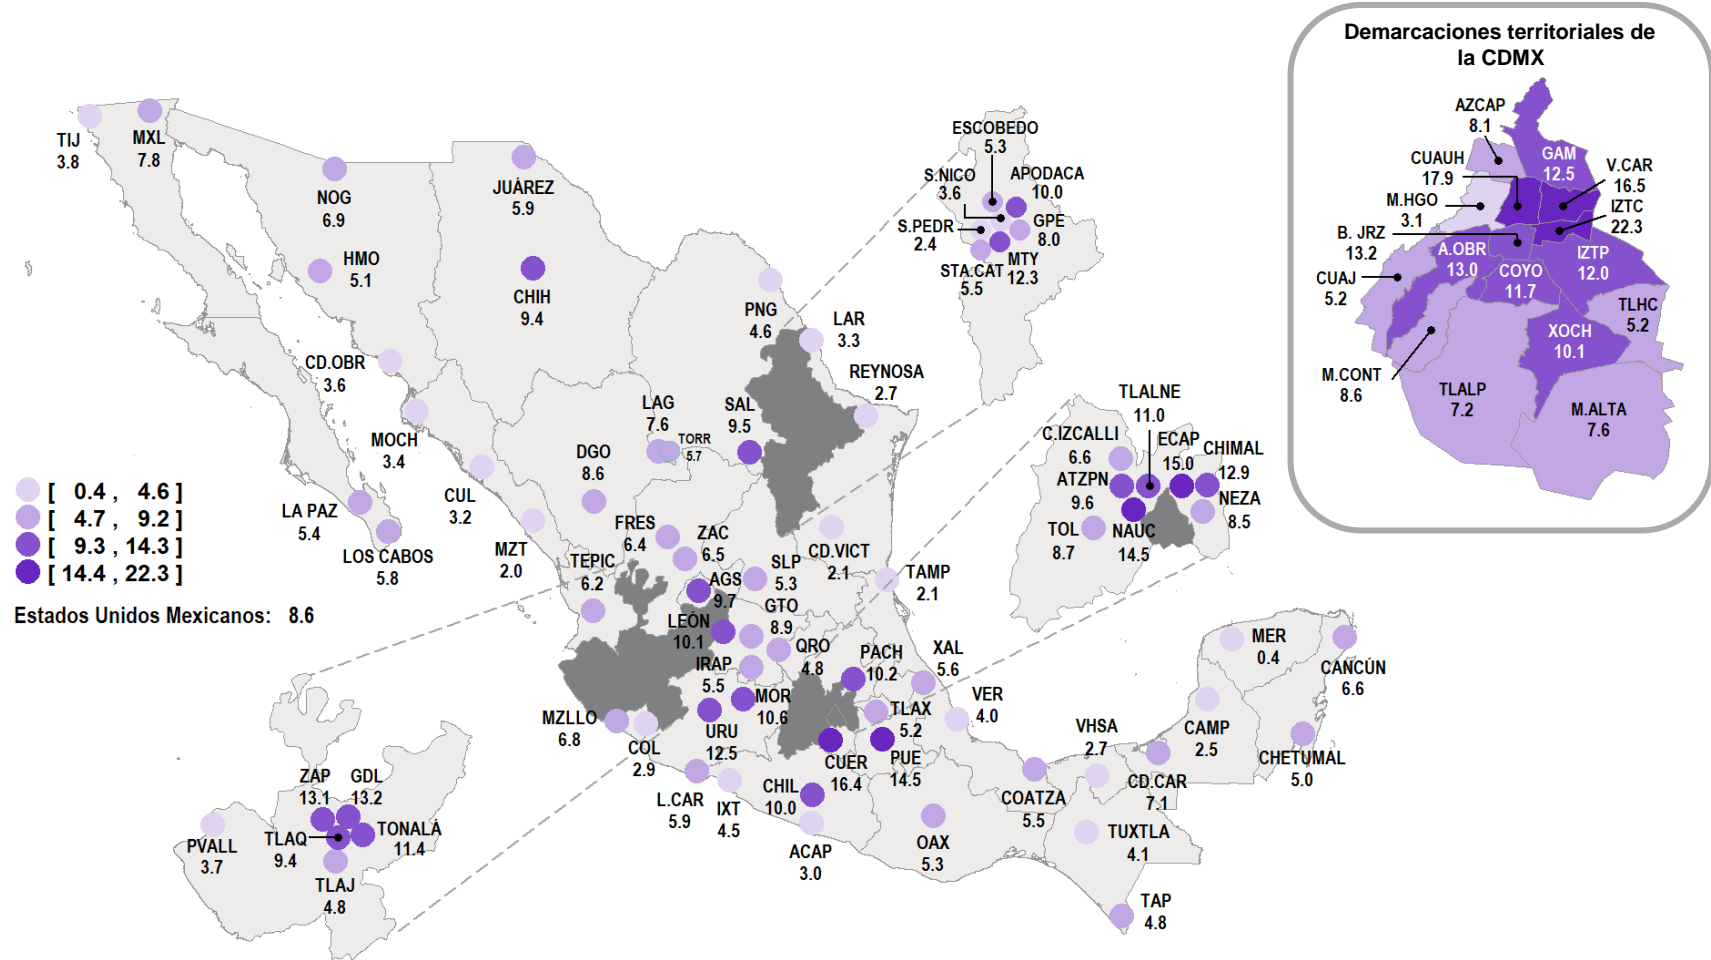 Demarcaciones territoriales de
la CDMX
AZCAP
8.1
CUAUH
17.9
GAM
12.5
V.CAR
16.5
M.HGO
3.1
IZTC
22.3
B. JRZ
13.2
A.OBR
13.0
COYO
11.7
IZTP
12.0
CUAJ
5.2
TLHC
5.2
XOCH
10.1
M.CONT
8.6
TLALP
7.2
M.ALTA
7.6
TIJ
3.8
MXL
7.8
NOG
6.9
JUÁREZ
5.9
HMO
5.1
CHIH
9.4
ESCOBEDO
5.3
S.NICO
3.6
APODACA
10.0
S.PEDR
2.4
GPE
8.0
STA.CAT
5.5
MTY
12.3
PNG
4.6
LAR
3.3
REYNOSA
2.7
CD.OBR
3.6
MOCH
3.4
LAG
7.6
TORR
5.7
SAL
9.5
DGO
8.6
CUL
3.2
LA PAZ
5.4
LOS CABOS
5.8
MZT
2.0
TLALNE
11.0
C.IZCALLI
6.6
ECAP
15.0
CHIMAL
12.9
ATZPN
9.6
NEZA
8.5
TOL
8.7
NAUC
14.5
[ 0.4 , 4.6 ]
[ 4.7 , 9.2 ]
[ 9.3 , 14.3 ]
[ 14.4 , 22.3 ]
Estados Unidos Mexicanos: 8.6
FRES
6.4
ZAC
6.5
TEPIC
6.2
SLP
5.3
CD.VICT
2.1
TAMP
2.1
AGS
9.7
GTO
8.9
LEÓN
10.1
QRO
4.8
IRAP
5.5
PACH
10.2
XAL
5.6
MOR
10.6
MZLLO
6.8
COL
2.9
URU
12.5
TLAX
5.2
VER
4.0
CUER
16.4
PUE
14.5
L.CAR
5.9
IXT
4.5
CHIL
10.0
ACAP
3.0
OAX
5.3
COATZA
5.5
VHSA
2.7
CD.CAR
7.1
CAMP
2.5
MER
0.4
CANCÚN
6.6
CHETUMAL
5.0
TUXTLA
4.1
TAP
4.8
ZAP
13.1
GDL
13.2
TLAQ
9.4
TONALÁ
11.4
PVALL
3.7
TLAJ
4.8